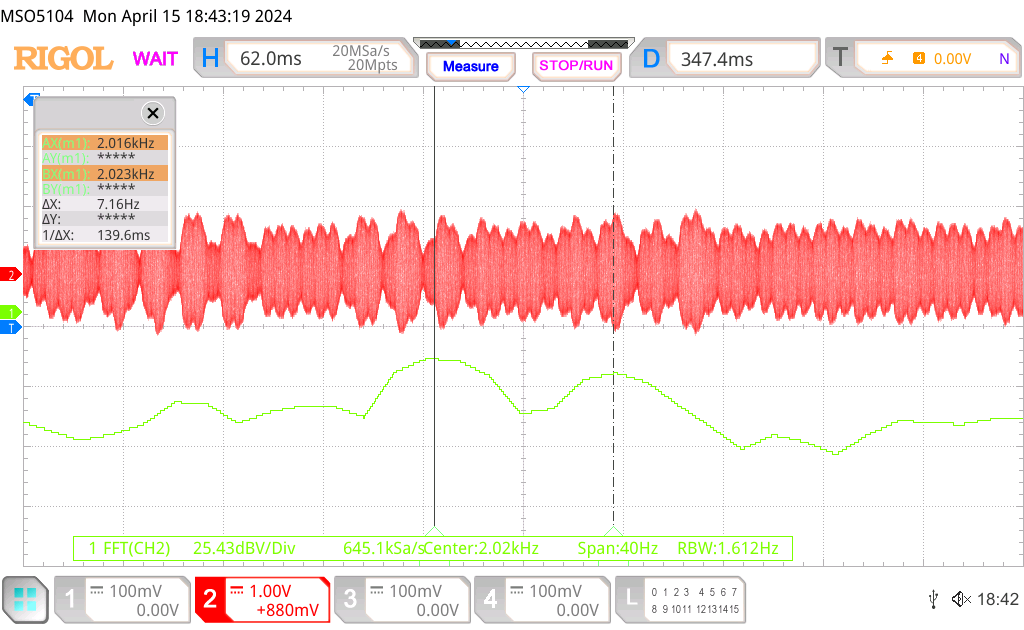 MSO5104 Mon April 15 18:43:19 2024
RIGOL WAIT H 62.0ms 20MSa/s 20Mpts Measure STOP/RUN D 347.4ms T 4 0.00V N
T
AX(m1): 2.016kHz
AY(m1): *****
BX(m1): 2.023kHz
BY(m1): *****
ΔX: 7.16Hz
ΔY: *****
1/ΔX: 139.6ms
2
1
T
1 FFT(CH2) 25.43dBV/Div 645.1kSa/s Center:2.02kHz Span:40Hz RBW:1.612Hz
1 100mV 0.00V
2 1.00V +880mV
3 100mV 0.00V
4 100mV 0.00V
L 0 1 2 3 4 5 6 7
8 9 10 11 12 13 14 15
18:42